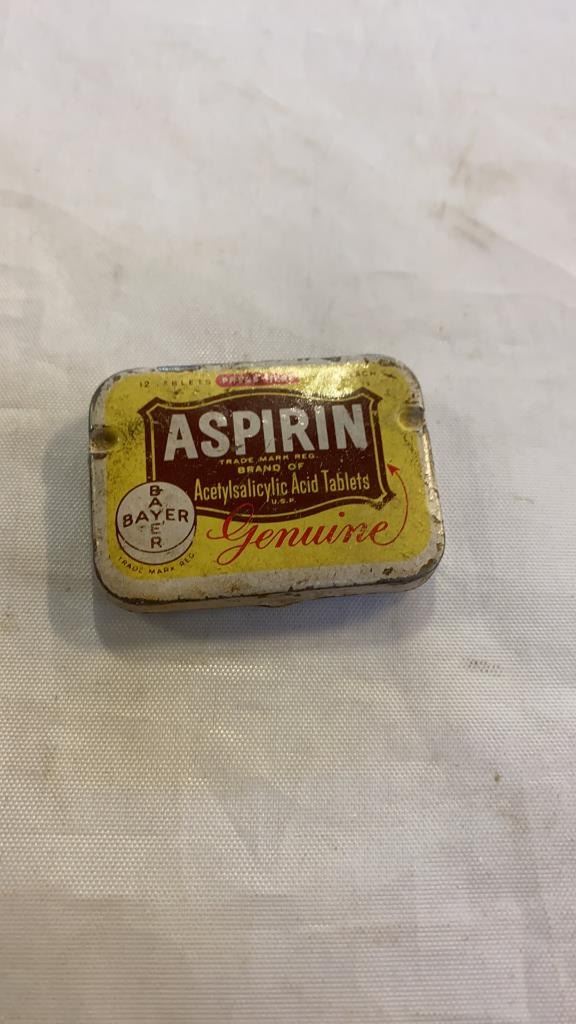 12 TABLETS
ASPIRIN
TRADE MARK REG.
BRAND OF
Acetylsalicylic Acid Tablets
U.S.P.
Genuine
BAYER
BAYER
TRADE MARK REG